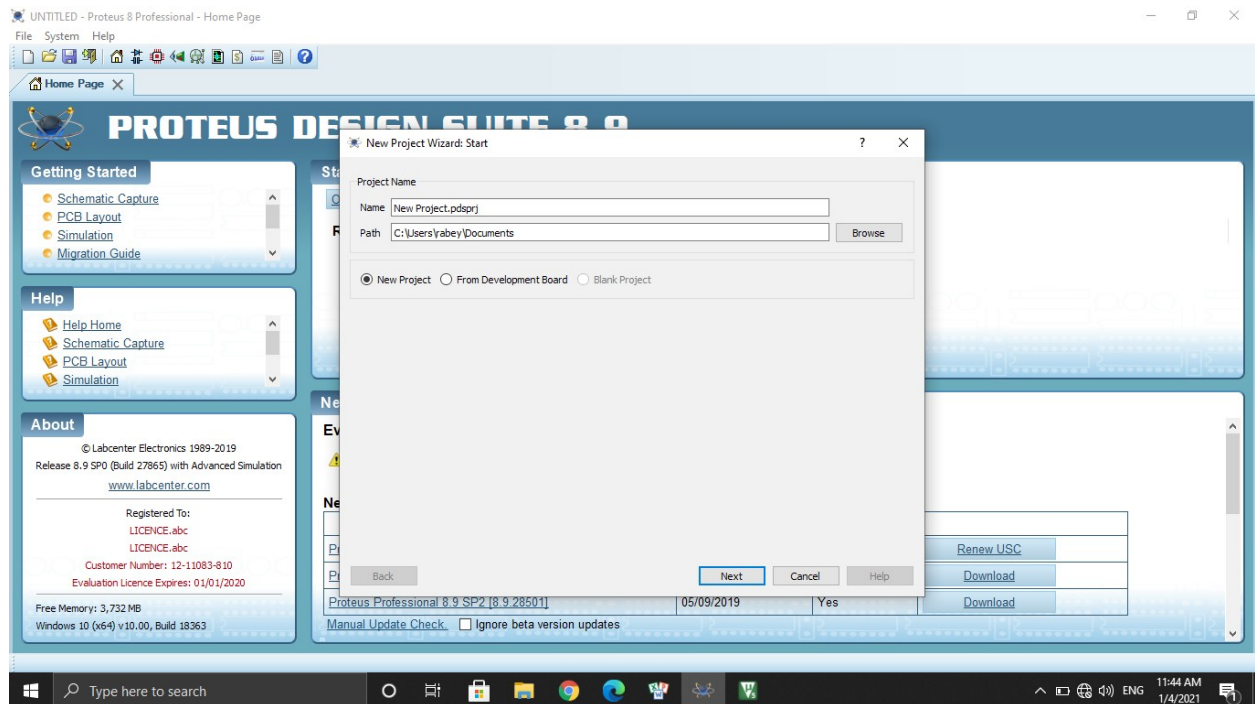 UNTITLED - Proteus 8 Professional - Home Page
File System Help
Home Page
PROTEUS DESIGN SUITE 8.9
New Project Wizard: Start
Project Name
Name New Project.pdsprj
Path C:\Users\rabey\Documents Browse
New Project From Development Board Blank Project
Back Next Cancel Help
Getting Started
Schematic Capture
PCB Layout
Simulation
Migration Guide
Help
Help Home
Schematic Capture
PCB Layout
Simulation
About
© Labcenter Electronics 1989-2019
Release 8.9 SP0 (Build 27865) with Advanced Simulation
www.labcenter.com
Registered To:
LICENCE.abc
LICENCE.abc
Customer Number: 12-11083-810
Evaluation Licence Expires: 01/01/2020
Free Memory: 3,732 MB
Windows 10 (x64) v10.00, Build 18363
Renew USC
Download
Proteus Professional 8.9 SP2 [8.9.28501] 05/09/2019 Yes Download
Manual Update Check. Ignore beta version updates
Type here to search
ENG
11:44 AM
1/4/2021